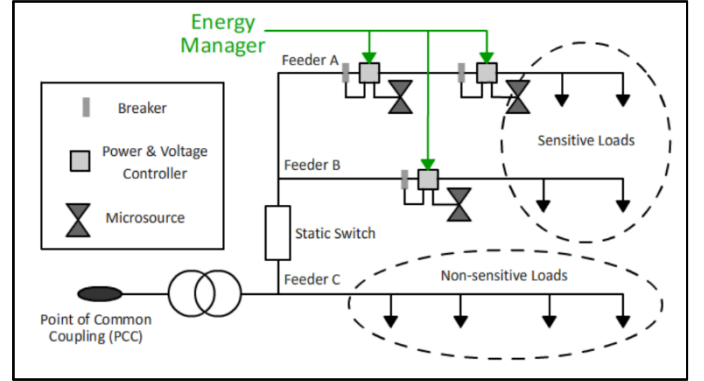 Energy
Manager
Feeder A
Breaker
Power & Voltage
Controller
Microsource
Sensitive Loads
Feeder B
Static Switch
Feeder C
Non-sensitive Loads
Point of Common
Coupling (PCC)